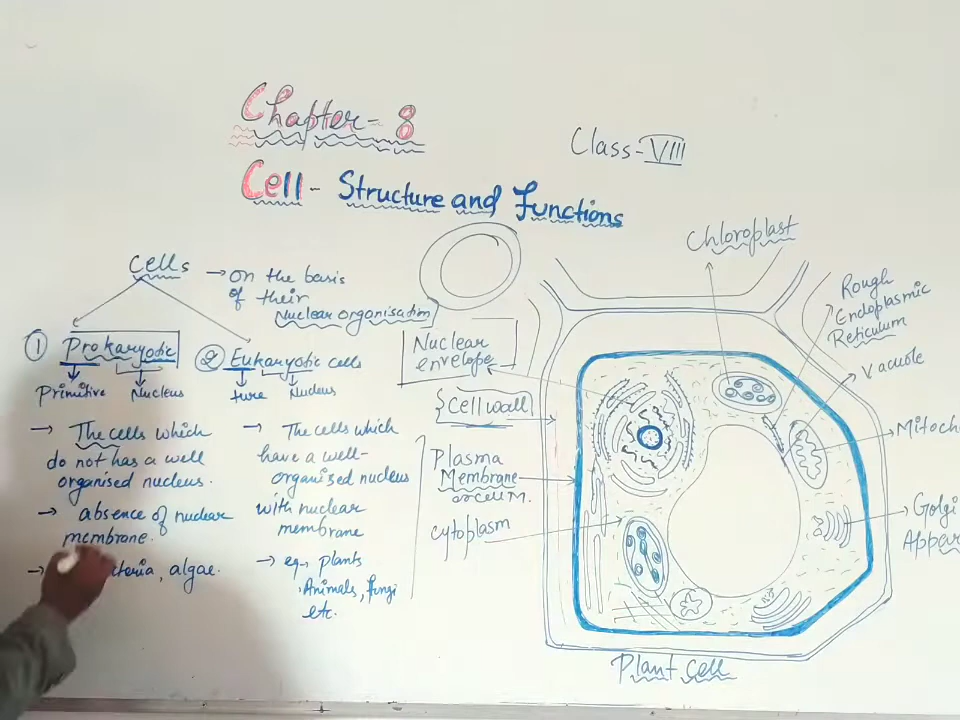 Chapter - 8
Class - VIII
Cell - Structure and Functions
Cells
→ on the basis
of their
Nuclear organisation
① Prokaryotic
Primitive
Nucleus
→ The cells which
do not has a well
organised nucleus.
→ absence of nuclear
membrane.
→ algae.
② Eukaryotic cells
ture
Nucleus
→ The cells which
have a well-
organized nucleus
with nuclear
membrane
→ eg → plants
Animals, fungi
etc.
Nuclear
envelope
Cell wall
Plasma
Membrane
or cell M.
cytoplasm
Chloroplast
Rough
Endoplasmic
Reticulum
Vacuole
Mitoch
Golgi
Appear
Plant cell